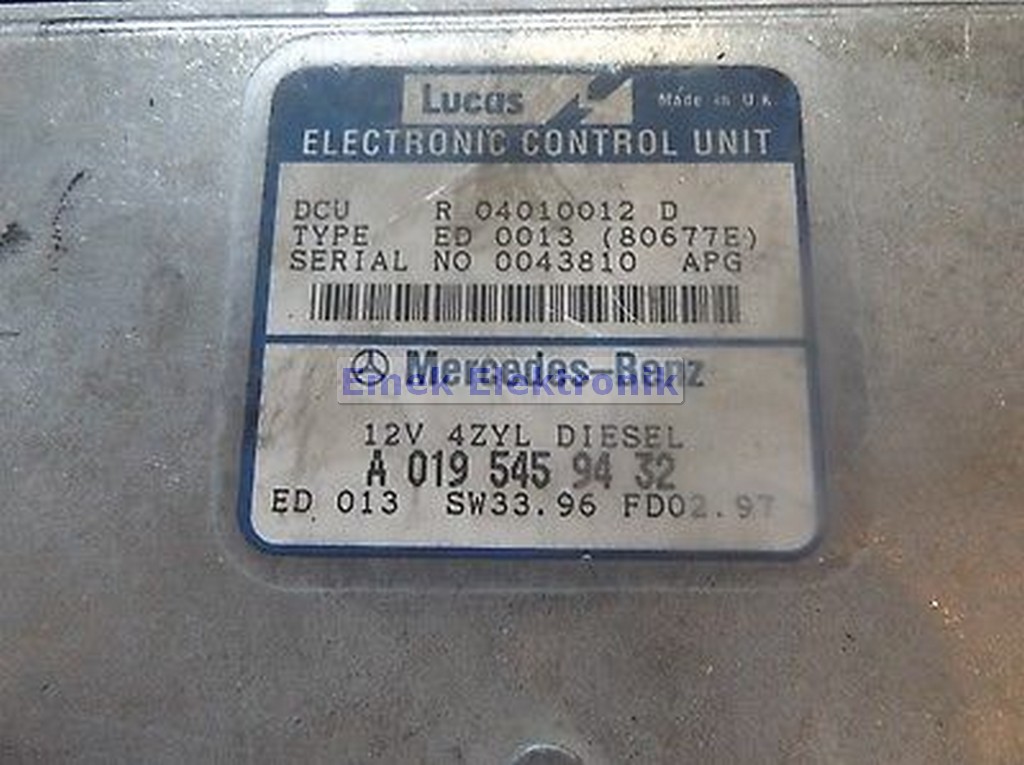 Lucas Made in U K
ELECTRONIC CONTROL UNIT
DCU R 04010012 D
TYPE ED 0013 (80677E)
SERIAL NO 0043810 APG
Mercedes-Benz
Emek Elektronik
12V 4ZYL DIESEL
A 019 545 94 32
ED 013 SW33.96 FD02.97